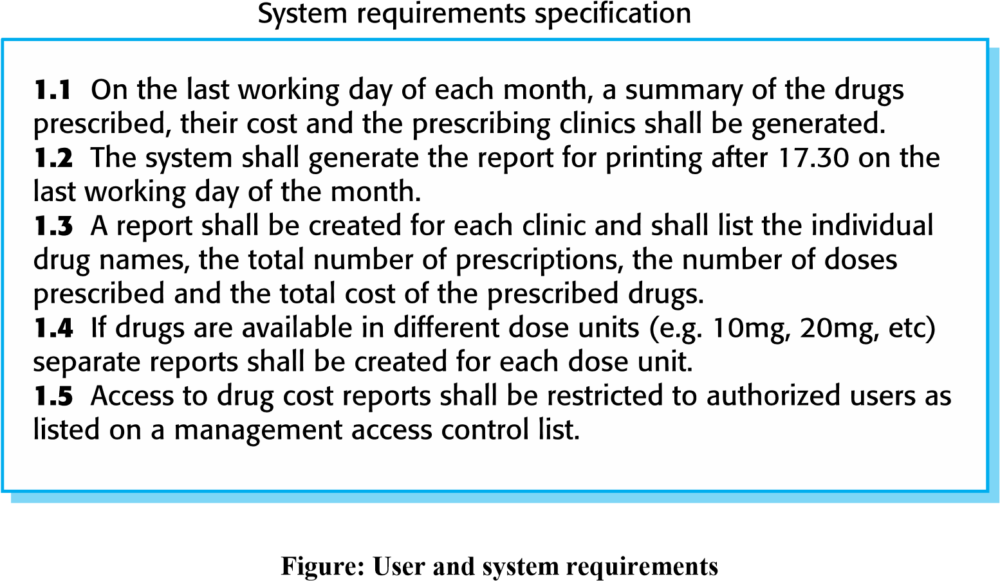 System requirements specification
1.1 On the last working day of each month, a summary of the drugs
prescribed, their cost and the prescribing clinics shall be generated.
1.2 The system shall generate the report for printing after 17.30 on the
last working day of the month.
1.3 A report shall be created for each clinic and shall list the individual
drug names, the total number of prescriptions, the number of doses
prescribed and the total cost of the prescribed drugs.
1.4 If drugs are available in different dose units (e.g. 10mg, 20mg, etc)
separate reports shall be created for each dose unit.
1.5 Access to drug cost reports shall be restricted to authorized users as
listed on a management access control list.
Figure: User and system requirements